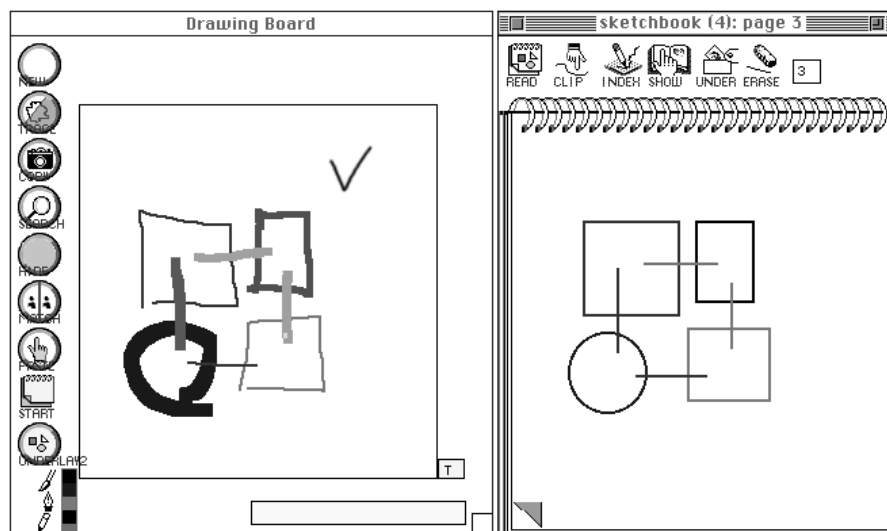 Drawing Board
NEW
TRACE
COPY
SEARCH
HIDE
MATCH
PASTE
START
UNDERLAY2
T
sketchbook (4): page 3
READ CLIP INDEX SHOW UNDER ERASE 3